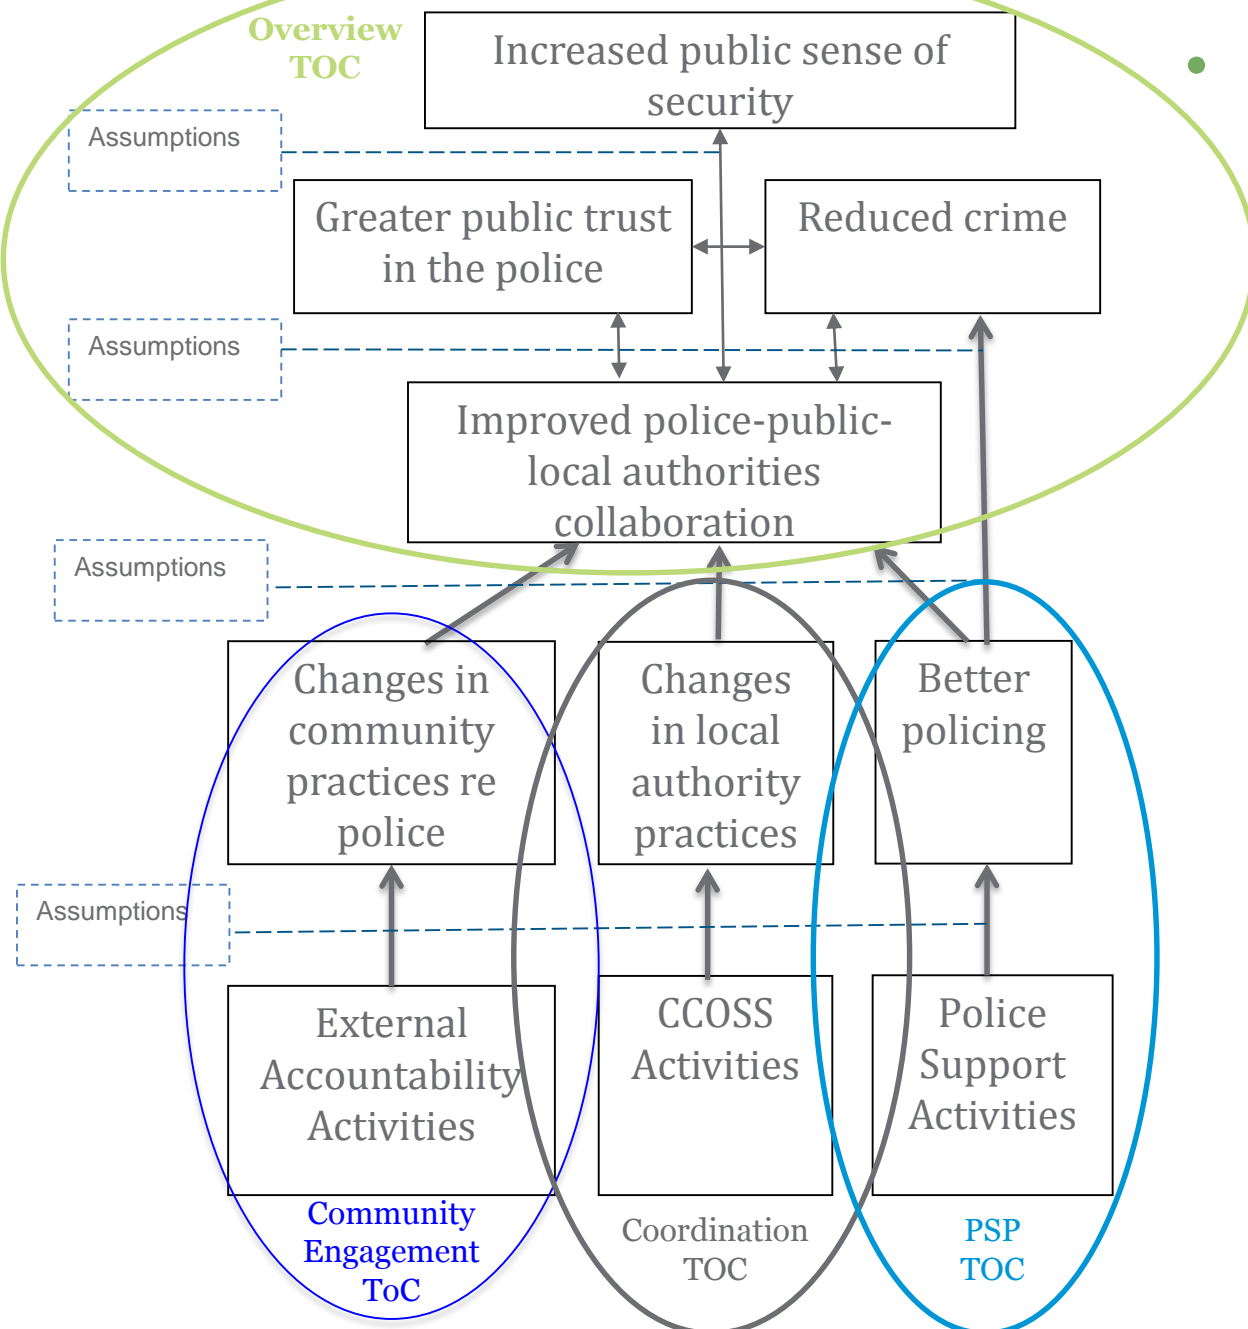 Overview
TOC
Increased public sense of
security
Assumptions
Greater public trust
in the police
Reduced crime
Assumptions
Improved police-public-
local authorities
collaboration
Assumptions
Changes in
community
practices re
police
Changes
in local
authority
practices
Better
policing
Assumptions
External
Accountability
Activities
CCOSS
Activities
Police
Support
Activities
Community
Engagement
ToC
Coordination
TOC
PSP
TOC